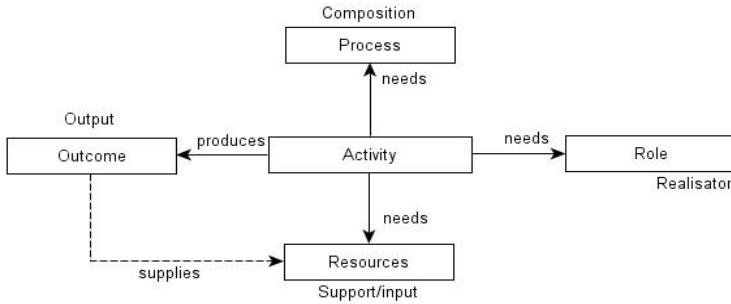 Composition
Process
needs
Output
Outcome
produces
Activity
needs
Role
Realisator
needs
supplies
Resources
Support/input